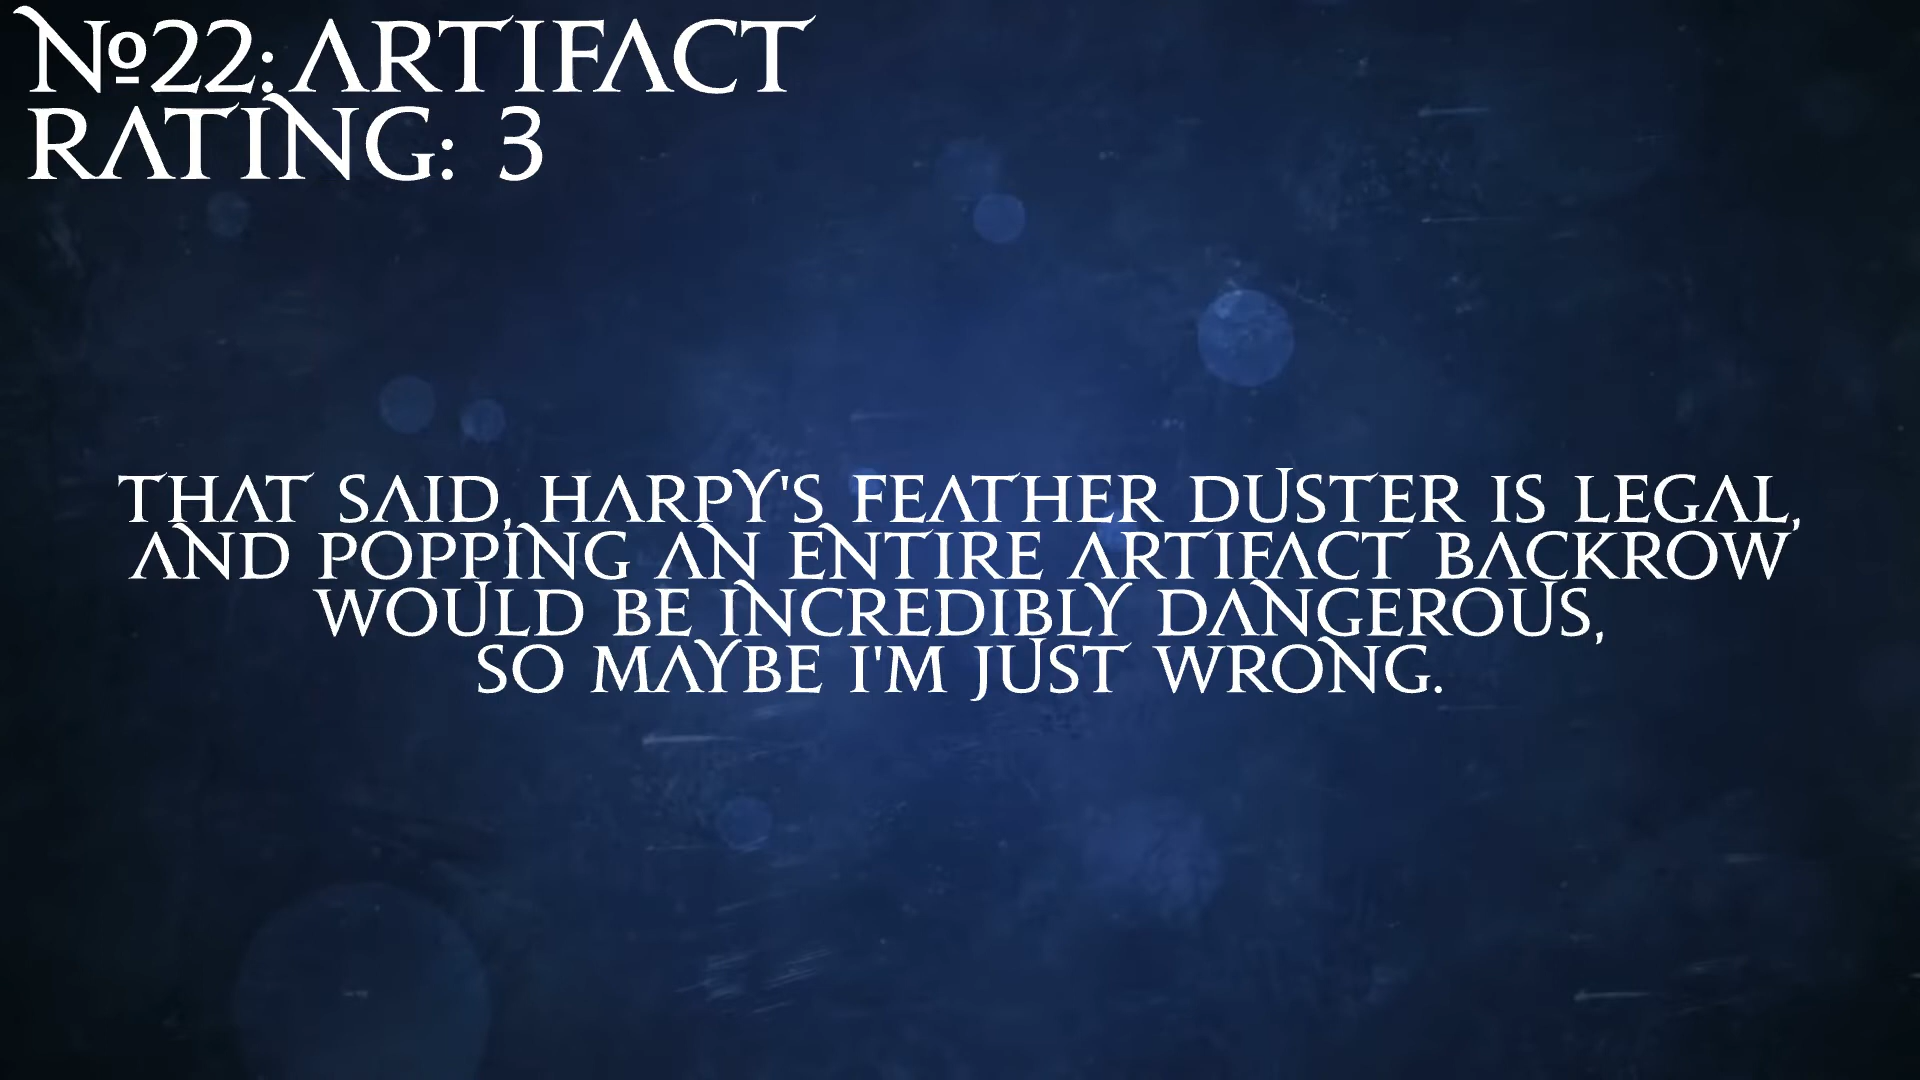 №22: ARTIFACT
RATING: 3
THAT SAID, HARPY'S FEATHER DUSTER IS LEGAL,
AND POPPING AN ENTIRE ARTIFACT BACKROW
WOULD BE INCREDIBLY DANGEROUS,
SO MAYBE I'M JUST WRONG.